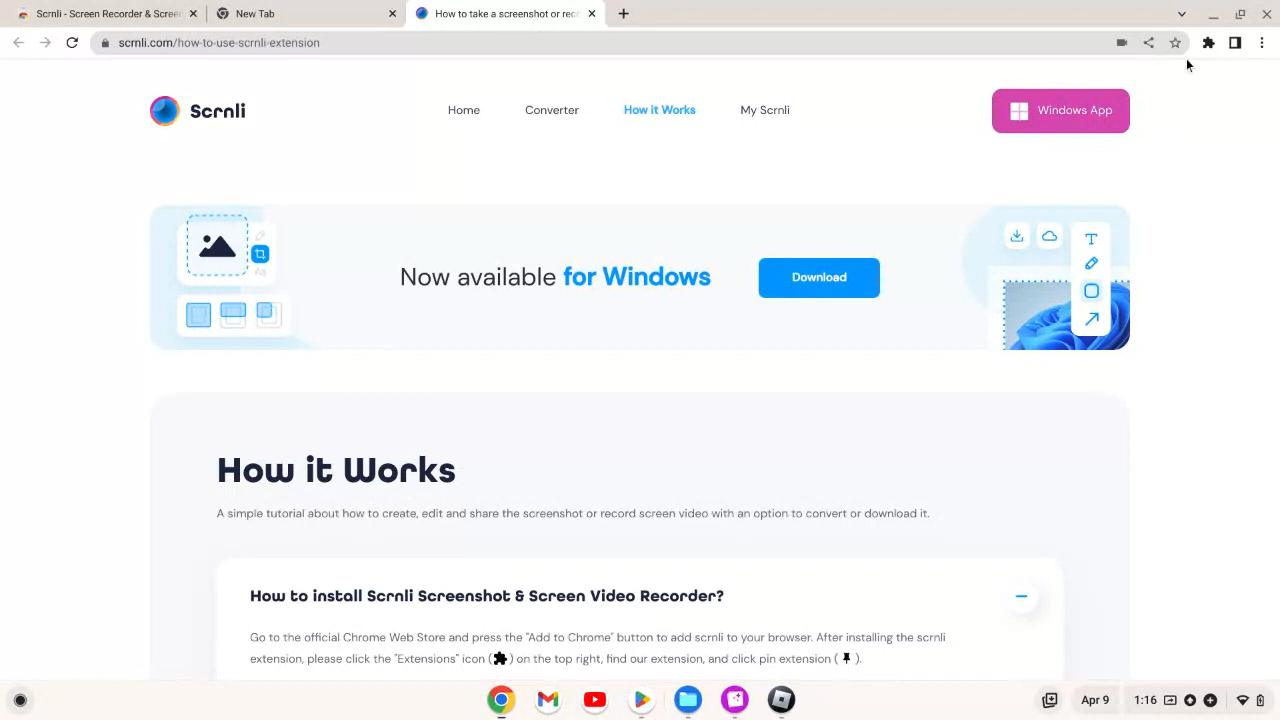 Scrnli - Screen Recorder & Screen
New Tab
How to take a screenshot or reco
scrnli.com/how-to-use-scrnli-extension
Scrnli
Home
Converter
How it Works
My Scrnli
Windows App
Aa
Now available for Windows
Download
T
How it Works
A simple tutorial about how to create, edit and share the screenshot or record screen video with an option to convert or download it.
How to install Scrnli Screenshot & Screen Video Recorder?
Go to the official Chrome Web Store and press the "Add to Chrome" button to add scrnli to your browser. After installing the scrnli
extension, please click the "Extensions" icon ( ) on the top right, find our extension, and click pin extension ( ).
Apr 9
1:16